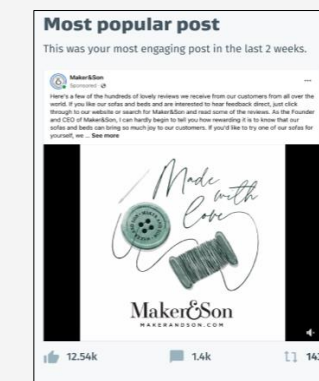 Most popular post
This was your most engaging post in the last 2 weeks.
Maker&Son
Sponsored
Here's a few of the hundreds of lovely reviews we receive from our customers from all over the
world. If you like our sofas and beds and are interested to hear feedback direct, just click
through to our website or search for Maker&Son and read some of the reviews. As the Founder
and CEO of Maker&Son, I can hardly begin to tell you how rewarding it is to know that our
sofas and beds can bring so much joy to our customers. If you'd like to try one of our sofas for
yourself, we ... See more
Made
with
love
Maker&Son
MAKERANDSON.COM
12.54k 1.4k